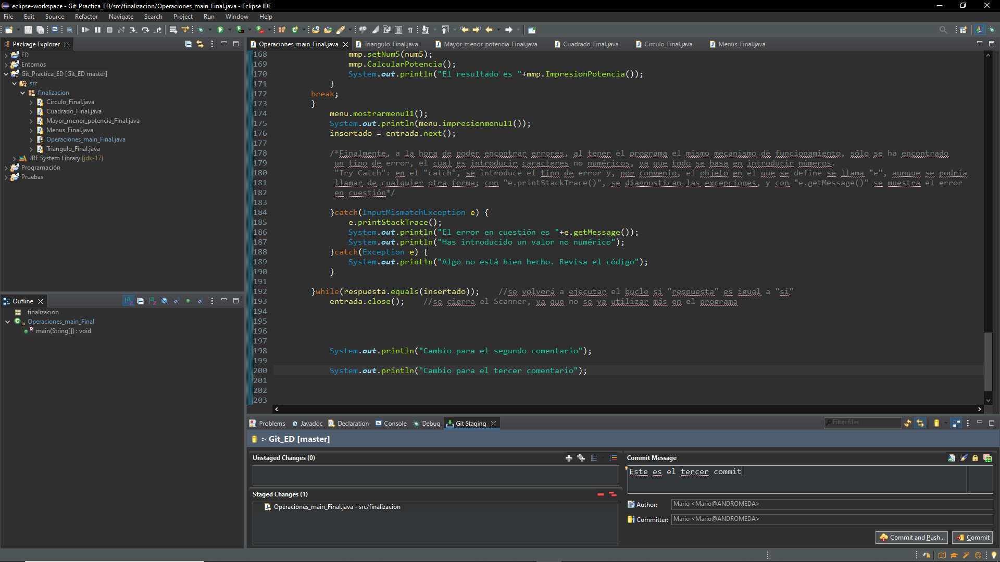 eclipse-workspace - Git_Practica_ED/src/finalizacion/Operaciones_main_Final.java - Eclipse IDE
File Edit Source Refactor Navigate Search Project Run Window Help
Package Explorer
ED
Entornos
Git_Practica_ED [Git_ED master]
src
finalizacion
Circulo_Final.java
Cuadrado_Final.java
Mayor_menor_potencia_Final.java
Menus_Final.java
Operaciones_main_Final.java
Triangulo_Final.java
JRE System Library [jdk-17]
Programación
Pruebas
Outline
finalizacion
Operaciones_main_Final
main(String[]) : void
Operaciones_main_Final.java Triangulo_Final.java Mayor_menor_potencia_Final.java Cuadrado_Final.java Circulo_Final.java Menus_Final.java
168 mmp.setNum5(num5);
169 mmp.CalcularPotencia();
170 System.out.println("El resultado es "+mmp.ImpresionPotencia());
171 }
172 break;
173 }
174 menu.mostrarmenu11();
175 System.out.println(menu.impresionmenu11());
176 insertado = entrada.next();
177
178 /*Finalmente, a la hora de poder encontrar errores, al tener el programa el mismo mecanismo de funcionamiento, sólo se ha encontrado
179 un tipo de error, el cual es introducir caracteres no numéricos, ya que todo se basa en introducir números.
180 "Try Catch": en el "catch", se introduce el tipo de error y, por convenio, el objeto en el que se define se llama "e", aunque se podría
181 llamar de cualquier otra forma; con "e.printStackTrace()", se diagnostican las excepciones, y con "e.getMessage()" se muestra el error
182 en cuestión*/
183
184 }catch(InputMismatchException e) {
185 e.printStackTrace();
186 System.out.println("El error en cuestión es "+e.getMessage());
187 System.out.println("Has introducido un valor no numérico");
188 }catch(Exception e) {
189 System.out.println("Algo no está bien hecho. Revisa el código");
190 }
191
192 }while(respuesta.equals(insertado)); //se volverá a ejecutar el bucle si "respuesta" es igual a "si"
193 entrada.close(); //se cierra el Scanner, ya que no se va utilizar más en el programa
194
195
196
197
198 System.out.println("Cambio para el segundo comentario");
199
200 System.out.println("Cambio para el tercer comentario");
201
202
203
Problems Javadoc Declaration Console Debug Git Staging
Filter files
> Git_ED [master]
Unstaged Changes (0)
Staged Changes (1)
Operaciones_main_Final.java - src/finalizacion
Commit Message
Este es el tercer commit
Author: Mario <Mario@ANDROMEDA>
Committer: Mario <Mario@ANDROMEDA>
Commit and Push... Commit